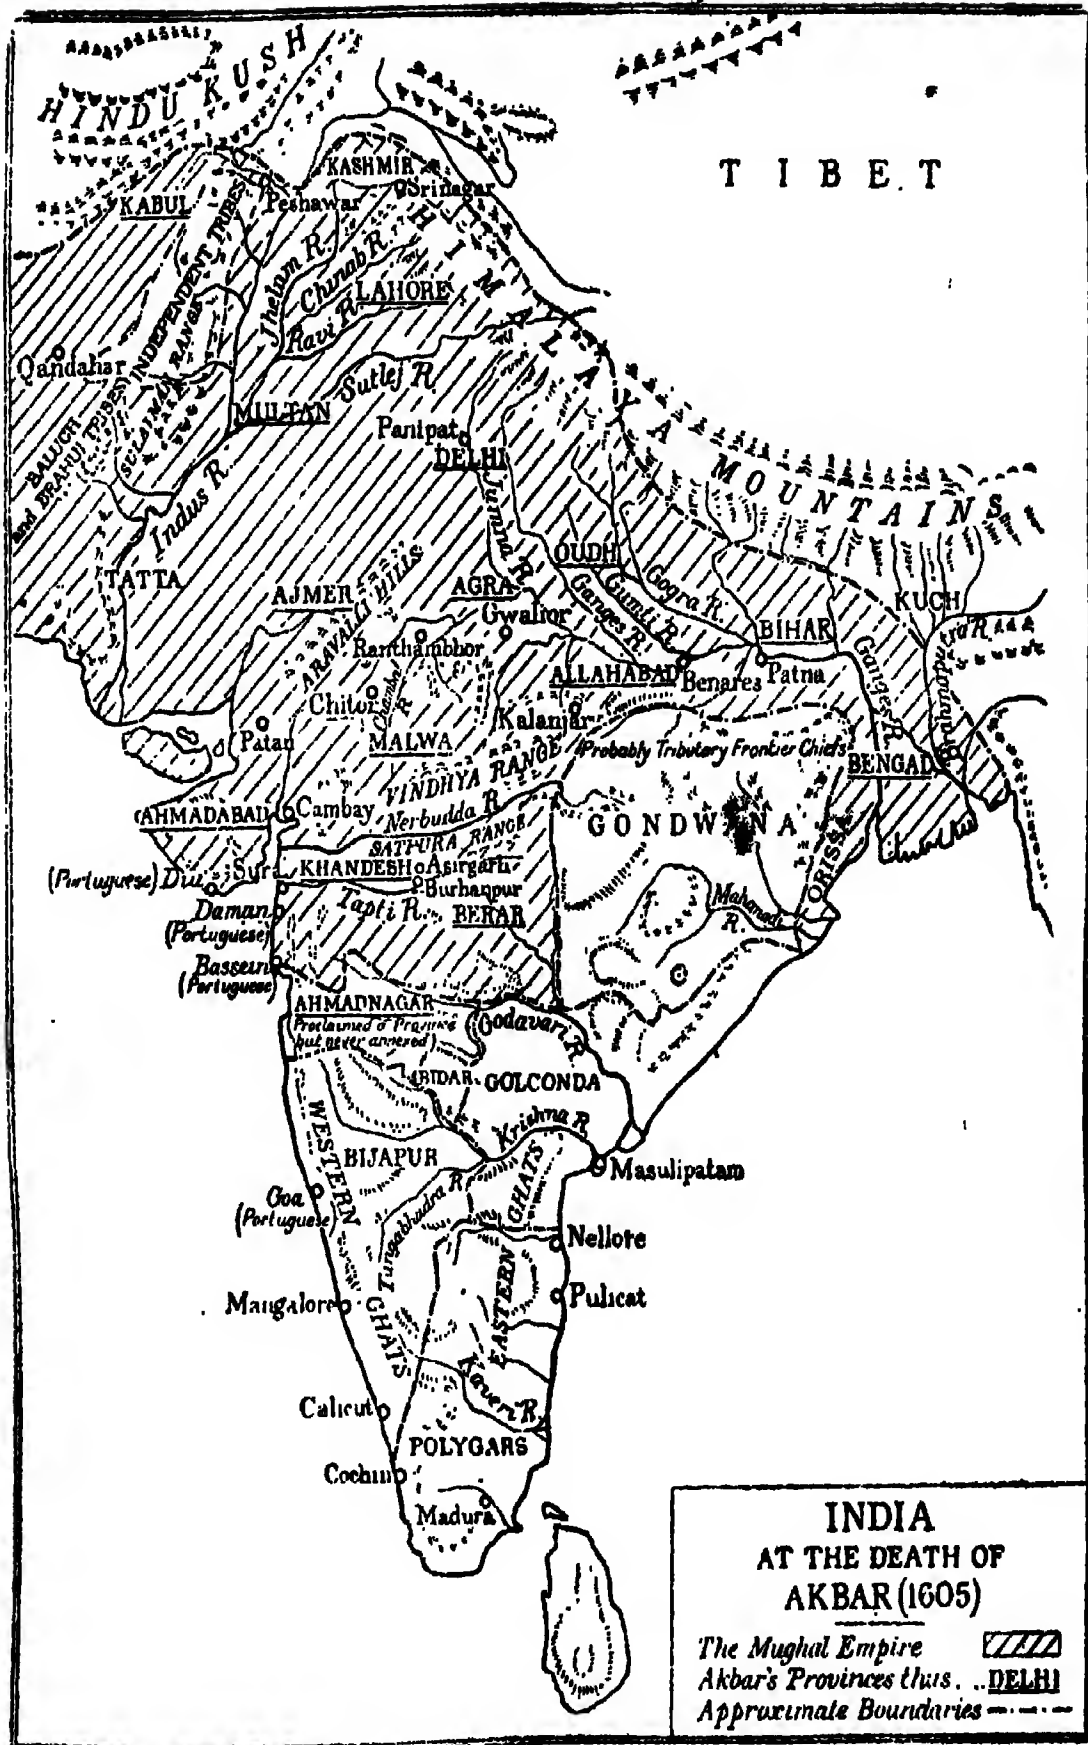 HINDU KUSH
TIBET
KASHMIR
Srinagar
KABUL
Peshawar
INDEPENDENT TRIBES
Jhelam R.
Chinab R.
LAHORE
Ravi R.
HIMALAYA
MOUNTAINS
Qandahar
SULAIMAN RANGE
BALUCH
and BRAHUI TRIBES
Sutlej R.
MULTAN
Panipat
DELHI
Indus R.
Jumna R.
TATTA
AJMER
ARAVALLI HILLS
AGRA
Gwalior
OUDH
Gogra R.
Gumti R.
Ganges R.
KUCH
BIHAR
Ranthambhor
ALLAHABAD
Benares
Patna
Ganges R.
Chitor
Chambal R.
Kalanjar
Patan
MALWA
VINDHYA RANGE
Probably Tributary Frontier Chiefs
BENGAL
AHMADABAD
Cambay
Nerbudda R.
SATPURA RANGE
GONDWANA
ORISSA
(Portuguese) Diu
Surat
KHANDESH
Asirgarh
Burhanpur
Tapti R.
BERAR
Mahanadi
R.
Daman
(Portuguese)
Bassein
(Portuguese)
AHMADNAGAR
Proclaimed a Province
but never annexed)
Godavari R.
BIDAR
GOLCONDA
WESTERN
GHATS
BIJAPUR
Krishna R.
Masulipatam
Goa
(Portuguese)
Tungabhadra R.
EASTERN
GHATS
Nellore
Mangalore
Pulicat
Kaveri R.
Calicut
POLYGARS
Cochin
Madura
INDIA
AT THE DEATH OF
AKBAR (1605)
The Mughal Empire
Akbar's Provinces thus. ..DELHI
Approximate Boundaries